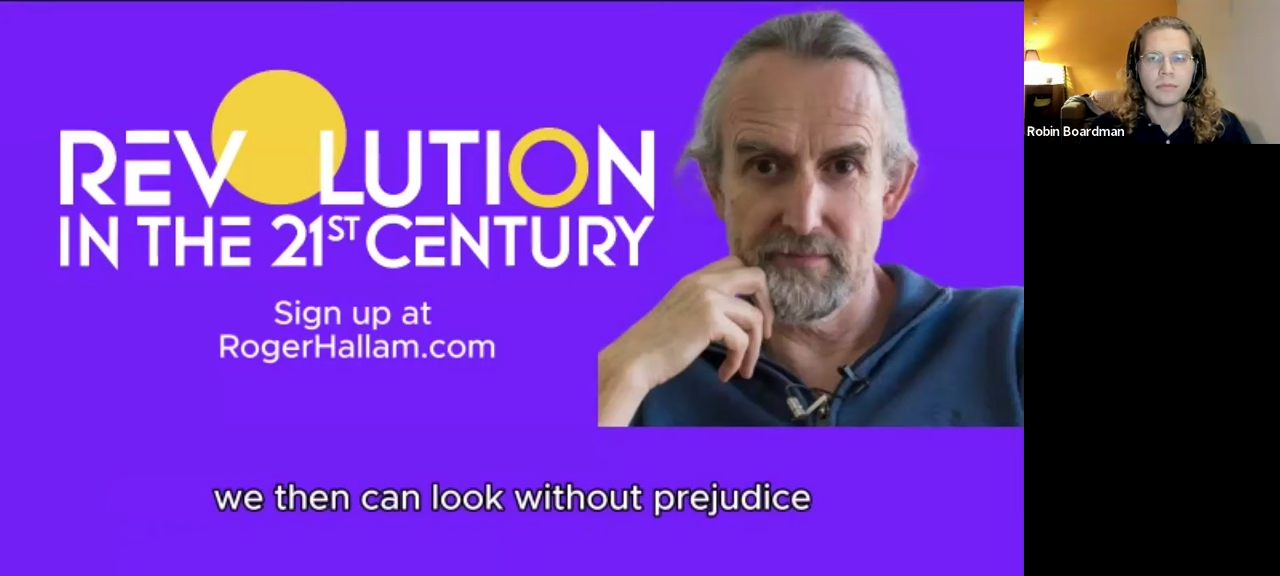 REVOLUTION
IN THE 21ST CENTURY
Sign up at
RogerHallam.com
we then can look without prejudice
Robin Boardman